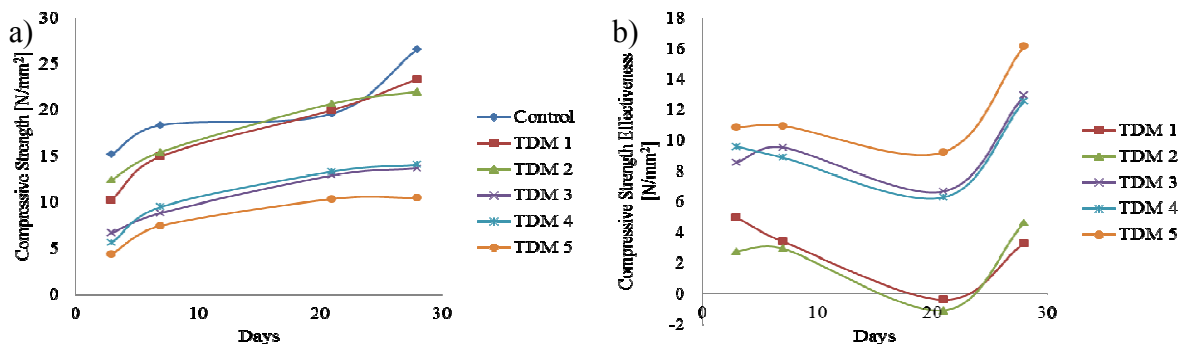 a)
Compressive Strength [N/mm²]
30
25
20
15
10
5
0
0
10
20
30
Days
Control
TDM 1
TDM 2
TDM 3
TDM 4
TDM 5
b)
Compressive Strength Effectiveness
[N/mm²]
18
16
14
12
10
8
6
4
2
0
-2
0
10
20
30
Days
TDM 1
TDM 2
TDM 3
TDM 4
TDM 5